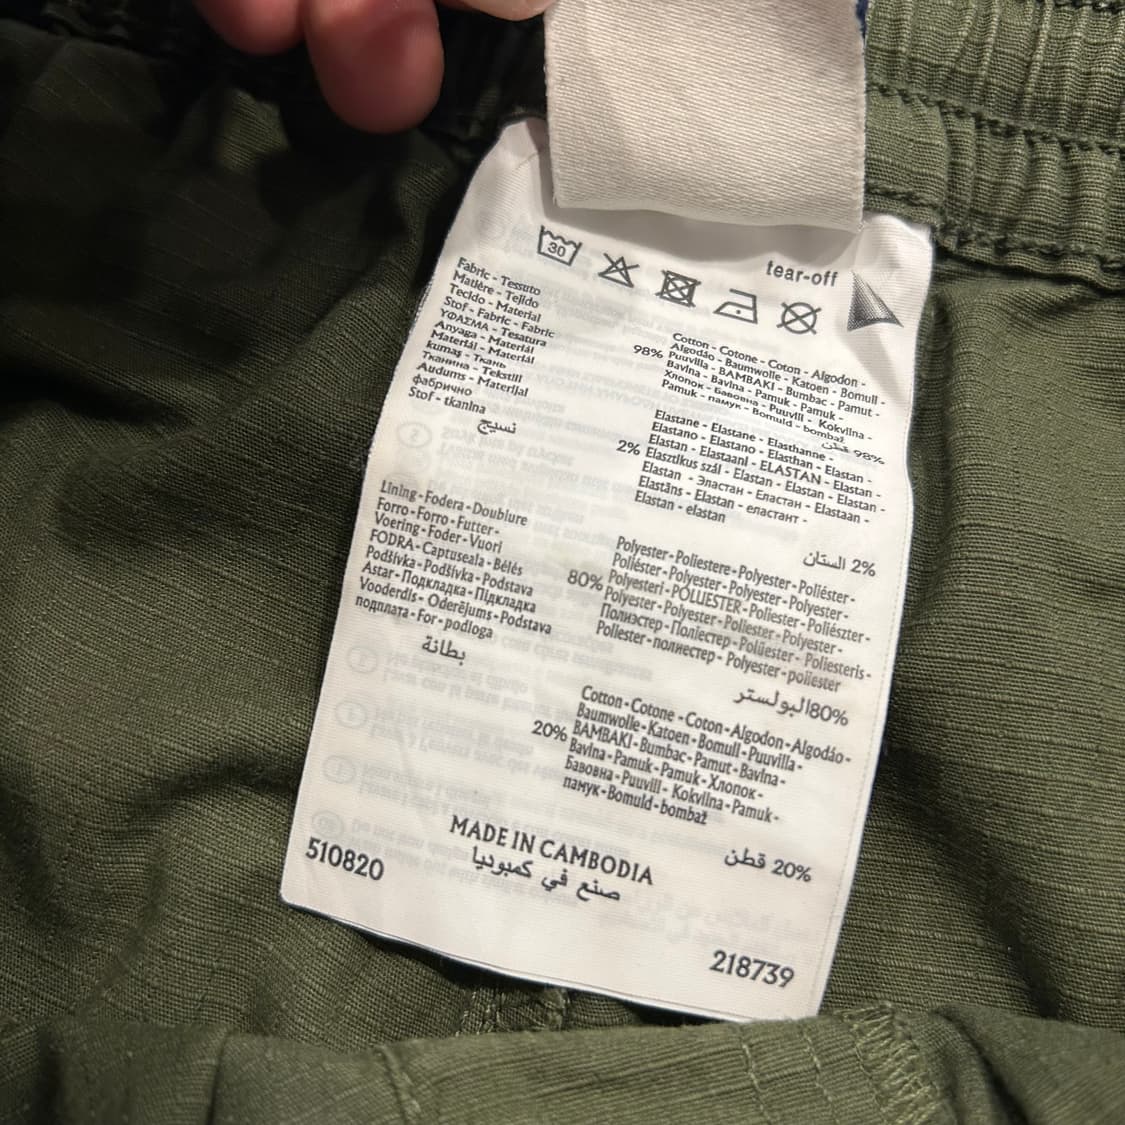 30
tear-off
Fabric - Tessuto
Matière - Tejido
Tecido - Material
Stof - Fabric - Fabric
ΥΦΑΣΜΑ - Tesatura
Anyaga - Materiál
Materiál - Materiał
kumaş - Ткань
Тканина - Tekstiil
Audums - Materijal
фабрично
Stof - tkanina
نسيج
Cotton - Cotone - Coton - Algodon -
Algodão - Baumwolle - Katoen - Bomull -
98% Puuvilla - BAMBAKI - Bumbac - Pamut -
Bavlna - Bavlna - Pamuk - Pamuk -
Хлопок - Бавовна - Puuvill - Kokvilna -
Pamuk - памук - Bomuld - bombaž
98% قطن
Elastane - Elastane - Elasthanne -
Elastano - Elastano - Elasthan - Elastan -
2% Elastan - Elastaani - ELASTAN - Elastan -
Elasztikus szál - Elastan - Elastan - Elastan -
Elastan - Эластан - Еластан - Elastaan -
Elastāns - Elastan - еластант -
Elastan - elastan
2% الستان
Lining - Fodera - Doublure
Forro - Forro - Futter -
Voering - Foder - Vuori
FODRA - Captuseala - Bélés
Podšívka - Podšívka - Podstava
Astar - Подкладка - Підкладка
Vooderdis - Oderējums - Podstava
подплата - For - podloga
بطانة
Polyester - Poliestere - Polyester - Poliéster -
Poliéster - Polyester - Polyester - Polyester -
80% Polyesteri - POLUESTER - Poliester - Poliészter -
Polyester - Polyester - Poliester - Polyester -
Полиэстер - Поліестер - Polüester - Poliesteris -
Poliester - полиестер - Polyester - poliester
80% البولستر
Cotton - Cotone - Coton - Algodon - Algodão -
Baumwolle - Katoen - Bomull - Puuvilla -
20% BAMBAKI - Bumbac - Pamut - Bavlna -
Bavlna - Pamuk - Pamuk - Хлопок -
Бавовна - Puuvill - Kokvilna - Pamuk -
памук - Bomuld - bombaž
20% قطن
MADE IN CAMBODIA
صنع في كمبوديا
510820
218739